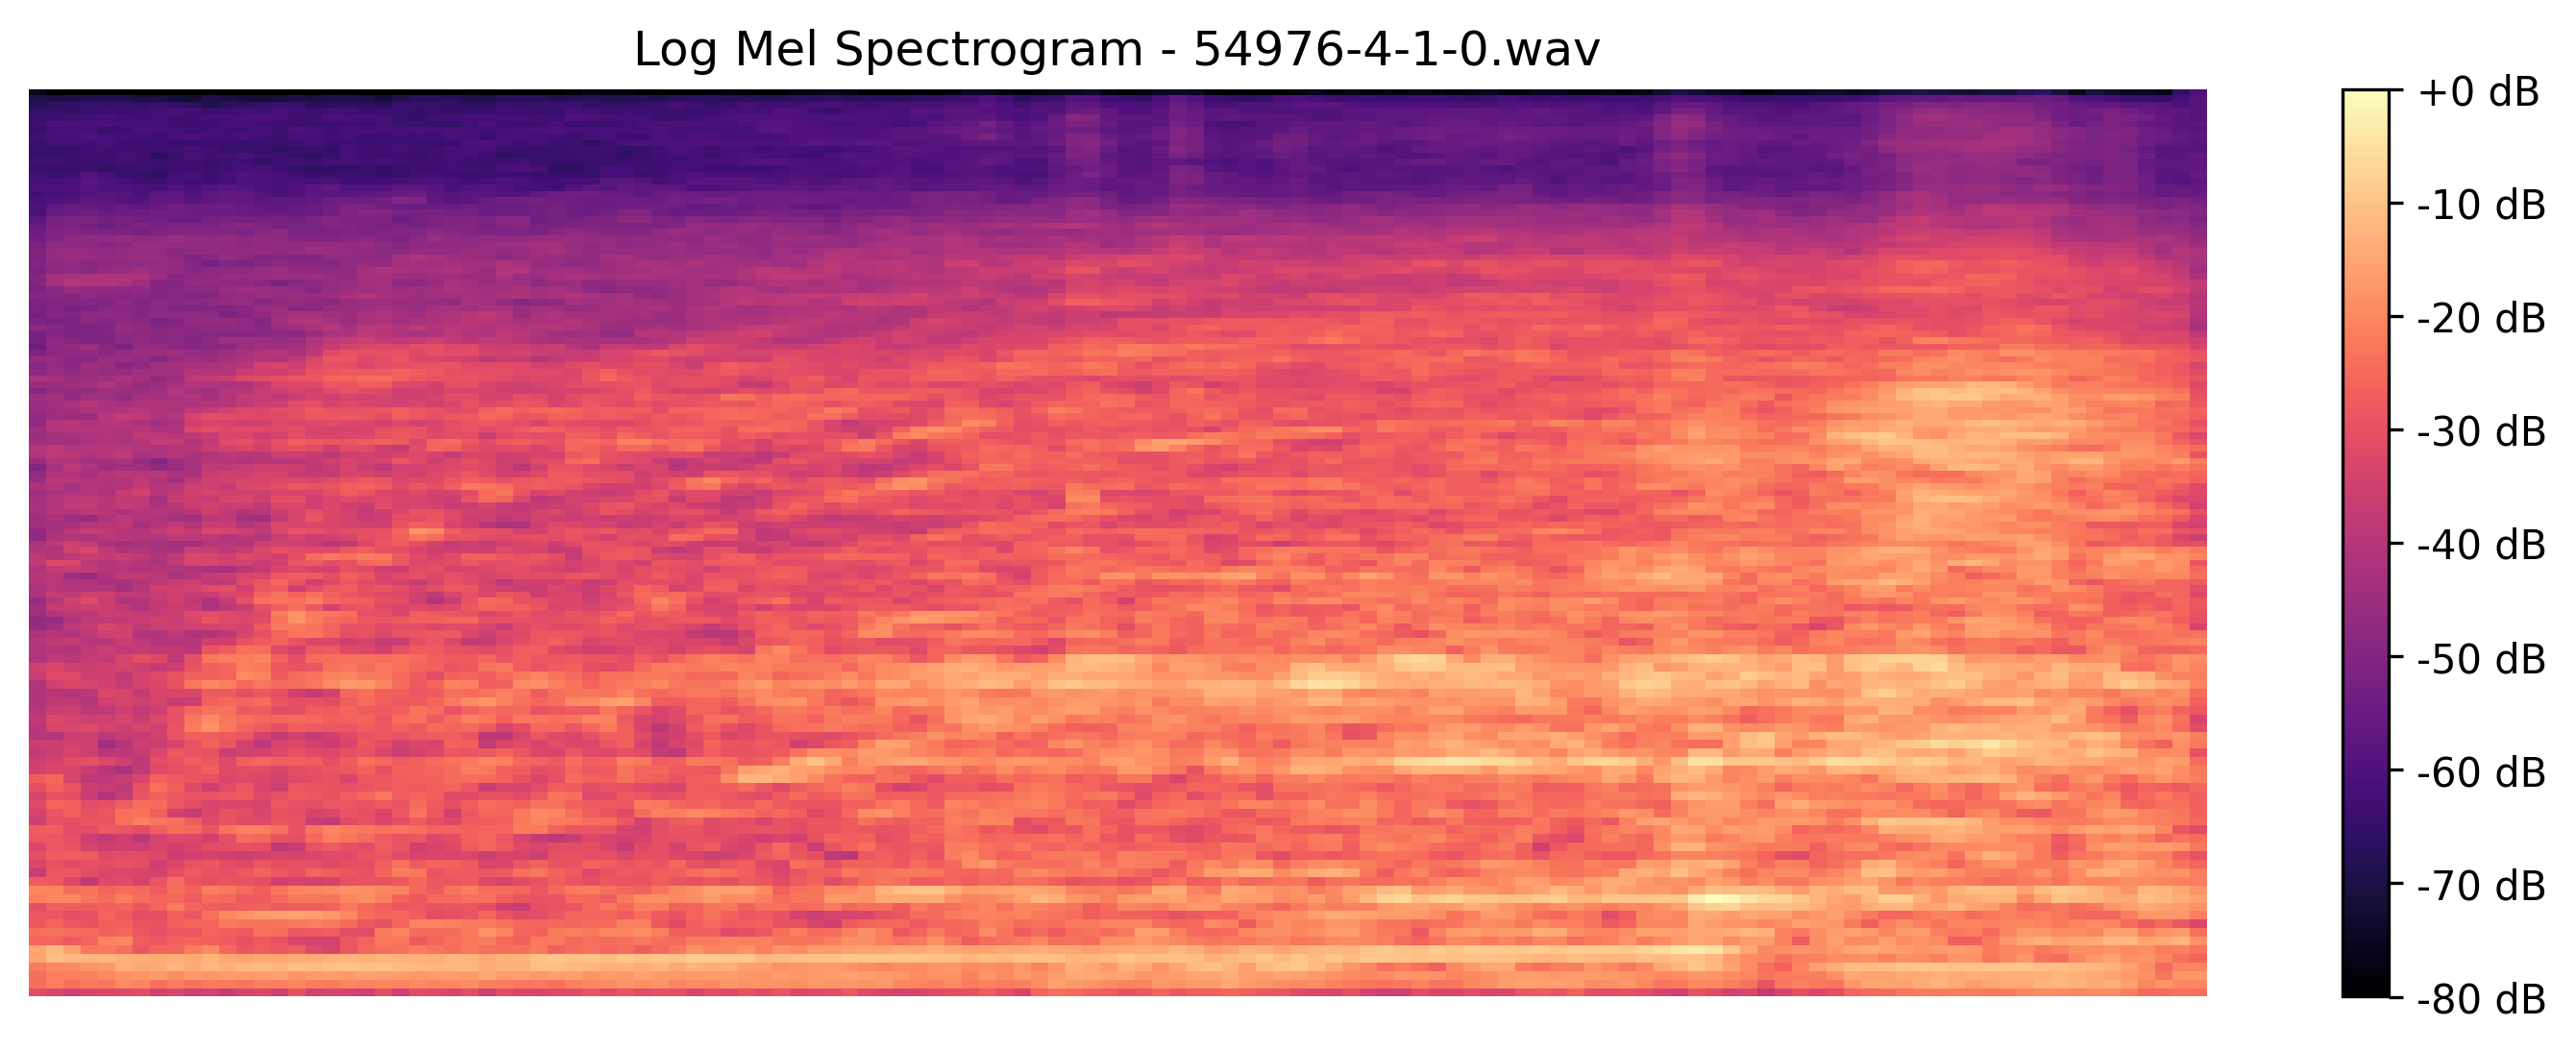 Log Mel Spectrogram - 54976-4-1-0.wav
+0 dB
-10 dB
-20 dB
-30 dB
-40 dB
-50 dB
-60 dB
-70 dB
-80 dB